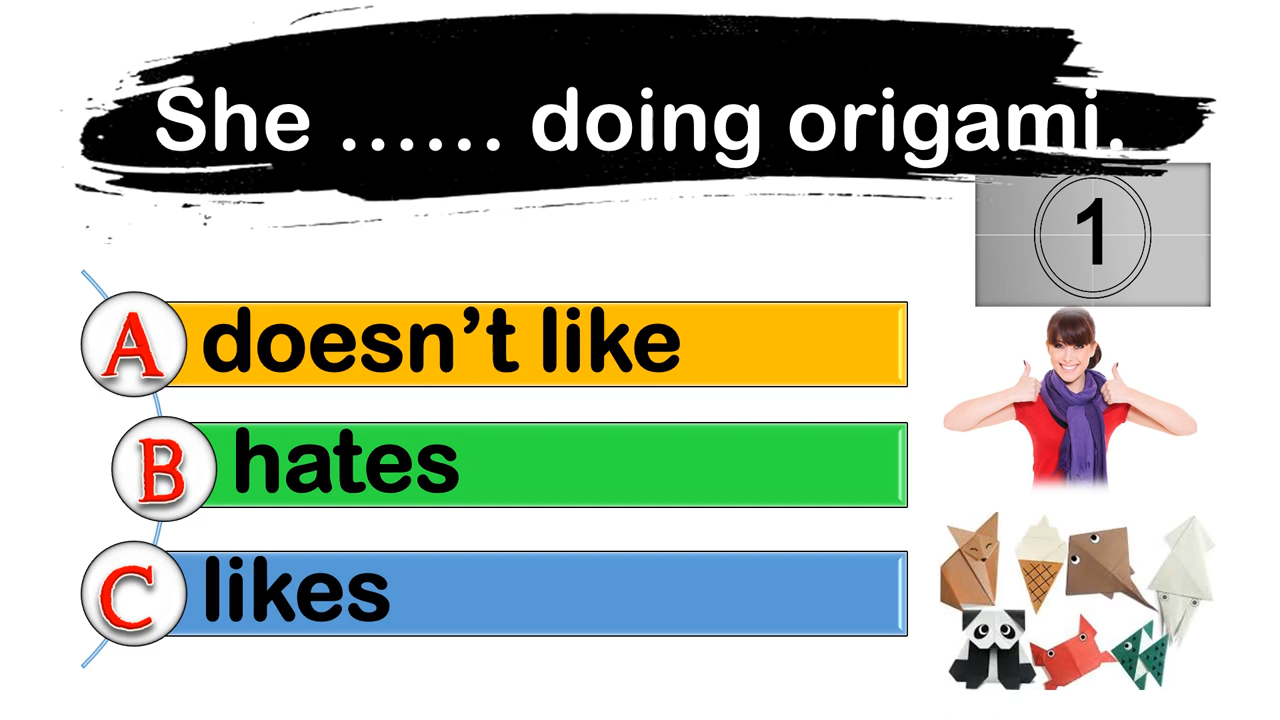 She …… doing origami.
1
A doesn’t like
B hates
C likes